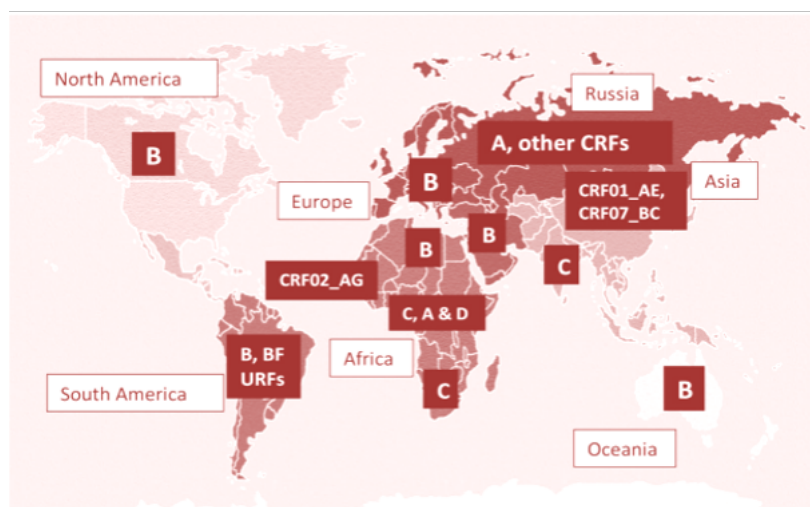 North America
Russia
B
A, other CRFs
Europe
B
CRF01_AE,
CRF07_BC
Asia
B
B
C
CRF02_AG
C, A & D
B, BF
URFs
Africa
South America
C
B
Oceania